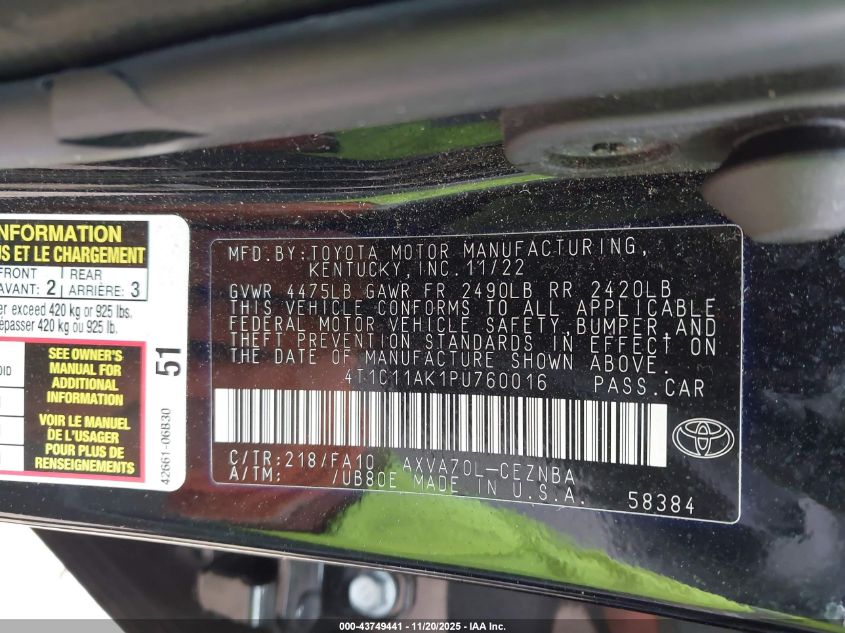 INFORMATION
US ET LE CHARGEMENT
FRONT
AVANT: 2
REAR
ARRIÈRE: 3
er exceed 420 kg or 925 lbs.
dépasser 420 kg ou 925 lb.
SEE OWNER'S
MANUAL FOR
ADDITIONAL
INFORMATION
VOIR LE MANUEL
DE L'USAGER
POUR PLUS DE
RENSEIGNEMENTS
51
42661-06B30
MFD.BY:TOYOTA MOTOR MANUFACTURING,
KENTUCKY,INC.11/22
GVWR 4475LB GAWR FR 2490LB RR 2420LB
THIS VEHICLE CONFORMS TO ALL APPLICABLE
FEDERAL MOTOR VEHICLE SAFETY,BUMPER,AND
THEFT PREVENTION STANDARDS IN EFFECT ON
THE DATE OF MANUFACTURE SHOWN ABOVE.
4T1C11AK1PU760016 PASS.CAR
C/TR:218/FA10 AXVA70L-CEZNBA
A/TM: /UB80E MADE IN U.S.A.
58384
000-43749441 - 11/20/2025 - IAA Inc.